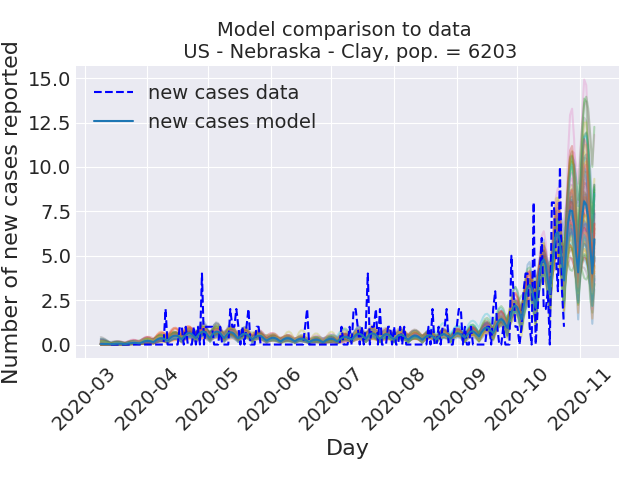 Model comparison to data
US - Nebraska - Clay, pop. = 6203
Number of new cases reported
15.0
12.5
10.0
7.5
5.0
2.5
0.0
new cases data
new cases model
2020-03
2020-04
2020-05
2020-06
2020-07
2020-08
2020-09
2020-10
2020-11
Day